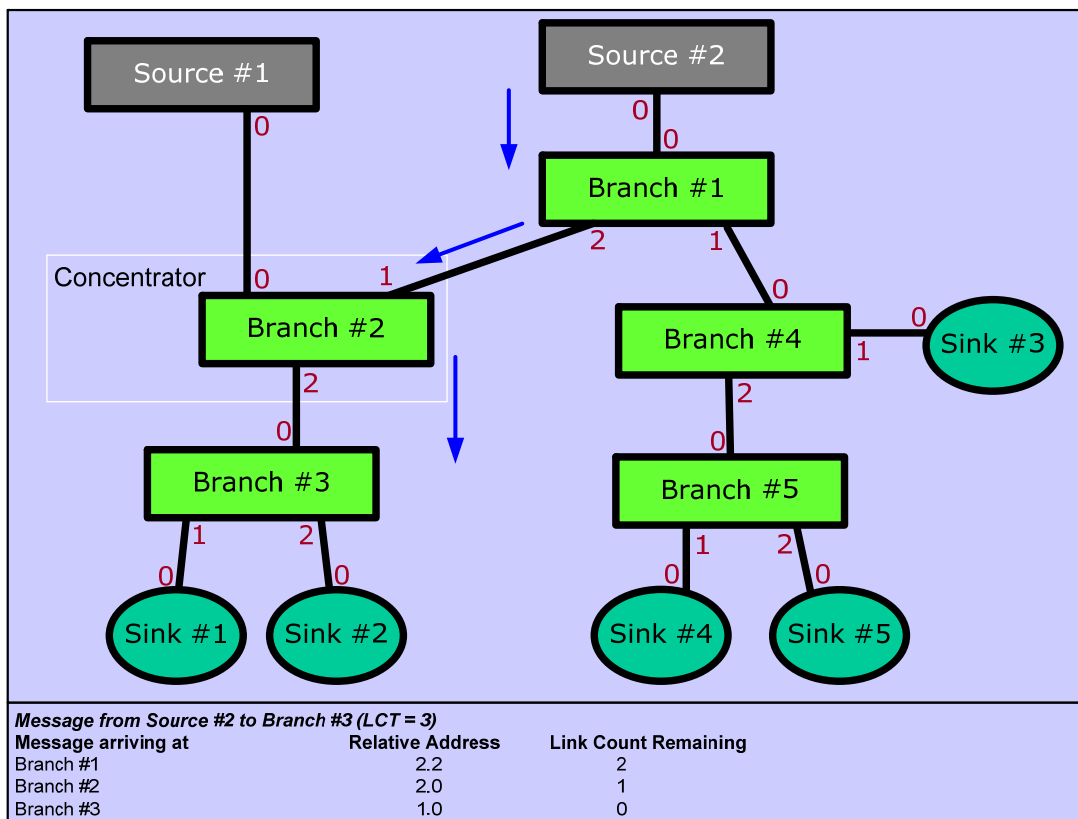 Source #1
Source #2
0
0
0
Branch #1
2
1
Concentrator
0
1
0
Branch #2
Branch #4
0
1
Sink #3
2
2
0
0
Branch #3
Branch #5
1
2
1
2
0
0
0
0
Sink #1
Sink #2
Sink #4
Sink #5
Message from Source #2 to Branch #3 (LCT = 3)
Message arriving at Relative Address Link Count Remaining
Branch #1 2.2 2
Branch #2 2.0 1
Branch #3 1.0 0